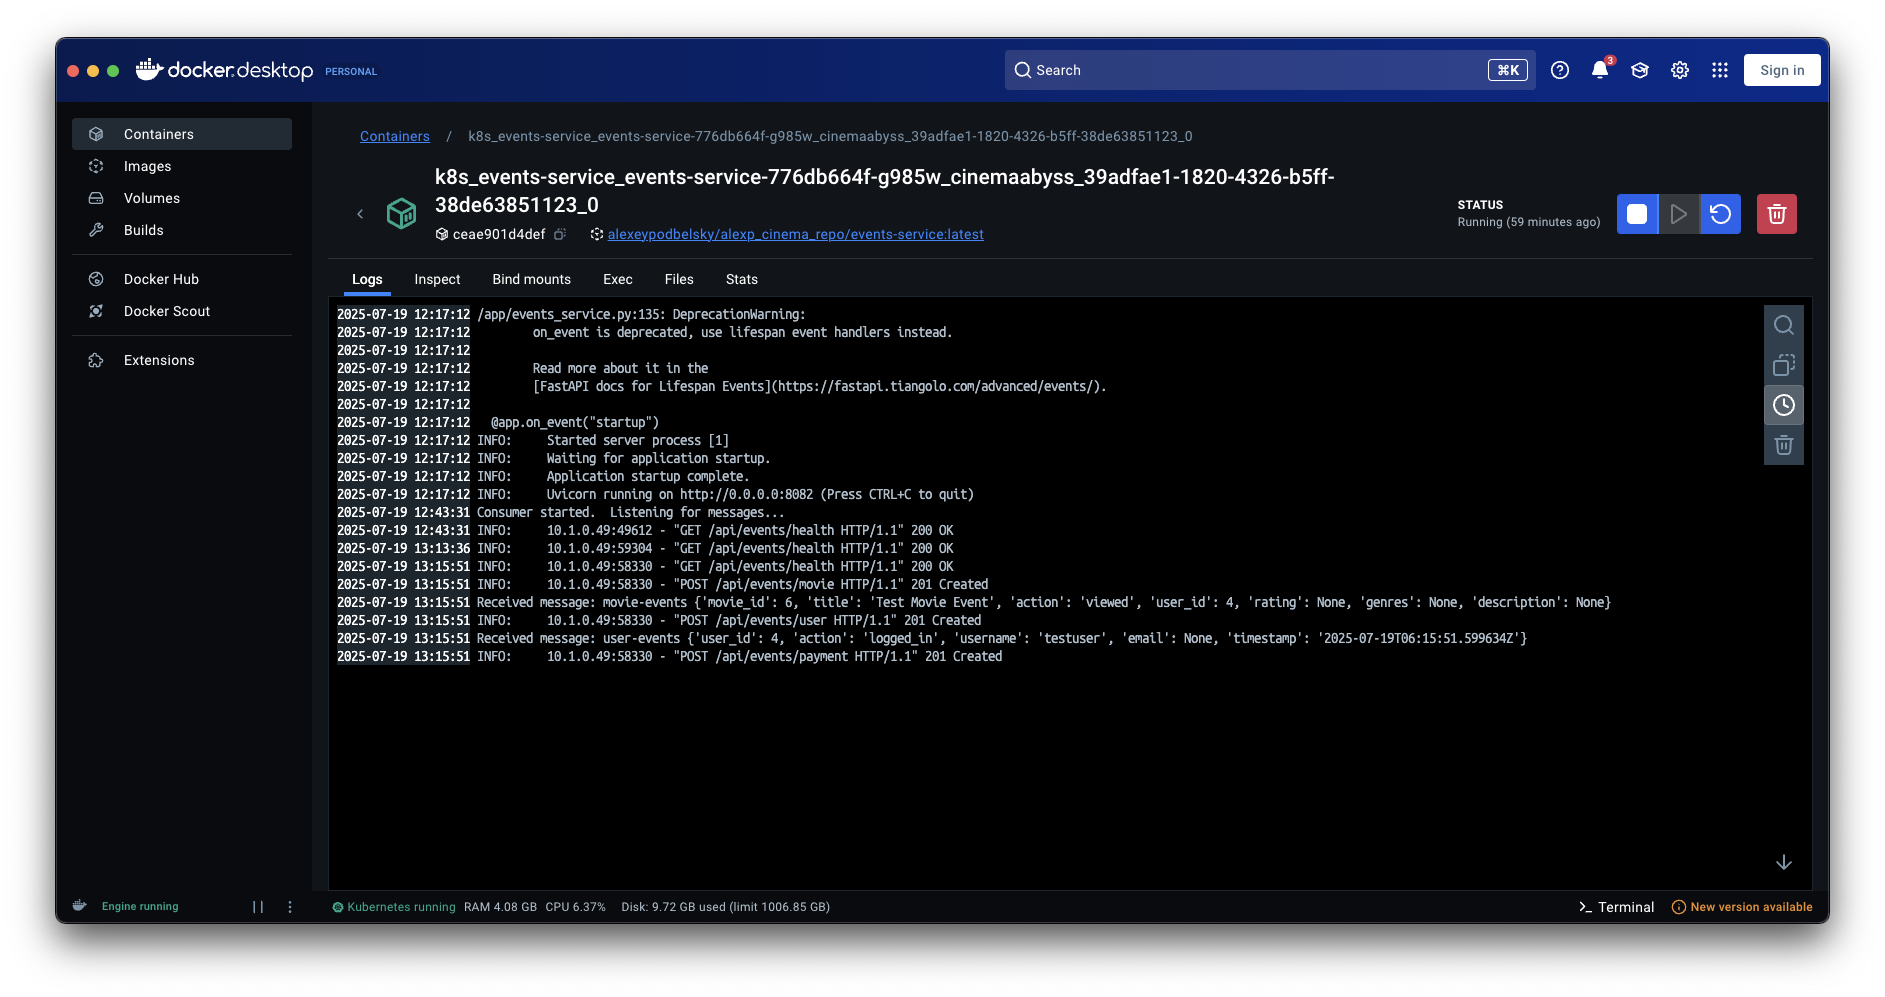 docker.desktop PERSONAL
Search
⌘K
3
Sign in
Containers
Images
Volumes
Builds
Docker Hub
Docker Scout
Extensions
Containers / k8s_events-service_events-service-776db664f-g985w_cinemaabyss_39adfae1-1820-4326-b5ff-38de63851123_0
k8s_events-service_events-service-776db664f-g985w_cinemaabyss_39adfae1-1820-4326-b5ff-
38de63851123_0
ceae901d4def
alexeypodbelsky/alexp_cinema_repo/events-service:latest
STATUS
Running (59 minutes ago)
Logs Inspect Bind mounts Exec Files Stats
2025-07-19 12:17:12 /app/events_service.py:135: DeprecationWarning:
2025-07-19 12:17:12         on_event is deprecated, use lifespan event handlers instead.
2025-07-19 12:17:12
2025-07-19 12:17:12         Read more about it in the
2025-07-19 12:17:12         [FastAPI docs for Lifespan Events](https://fastapi.tiangolo.com/advanced/events/).
2025-07-19 12:17:12
2025-07-19 12:17:12   @app.on_event("startup")
2025-07-19 12:17:12 INFO:     Started server process [1]
2025-07-19 12:17:12 INFO:     Waiting for application startup.
2025-07-19 12:17:12 INFO:     Application startup complete.
2025-07-19 12:17:12 INFO:     Uvicorn running on http://0.0.0.0:8082 (Press CTRL+C to quit)
2025-07-19 12:43:31 Consumer started.  Listening for messages...
2025-07-19 12:43:31 INFO:     10.1.0.49:49612 - "GET /api/events/health HTTP/1.1" 200 OK
2025-07-19 13:13:36 INFO:     10.1.0.49:59304 - "GET /api/events/health HTTP/1.1" 200 OK
2025-07-19 13:15:51 INFO:     10.1.0.49:58330 - "GET /api/events/health HTTP/1.1" 200 OK
2025-07-19 13:15:51 INFO:     10.1.0.49:58330 - "POST /api/events/movie HTTP/1.1" 201 Created
2025-07-19 13:15:51 Received message: movie-events {'movie_id': 6, 'title': 'Test Movie Event', 'action': 'viewed', 'user_id': 4, 'rating': None, 'genres': None, 'description': None}
2025-07-19 13:15:51 INFO:     10.1.0.49:58330 - "POST /api/events/user HTTP/1.1" 201 Created
2025-07-19 13:15:51 Received message: user-events {'user_id': 4, 'action': 'logged_in', 'username': 'testuser', 'email': None, 'timestamp': '2025-07-19T06:15:51.599634Z'}
2025-07-19 13:15:51 INFO:     10.1.0.49:58330 - "POST /api/events/payment HTTP/1.1" 201 Created
Engine running
Kubernetes running RAM 4.08 GB CPU 6.37% Disk: 9.72 GB used (limit 1006.85 GB)
Terminal
New version available